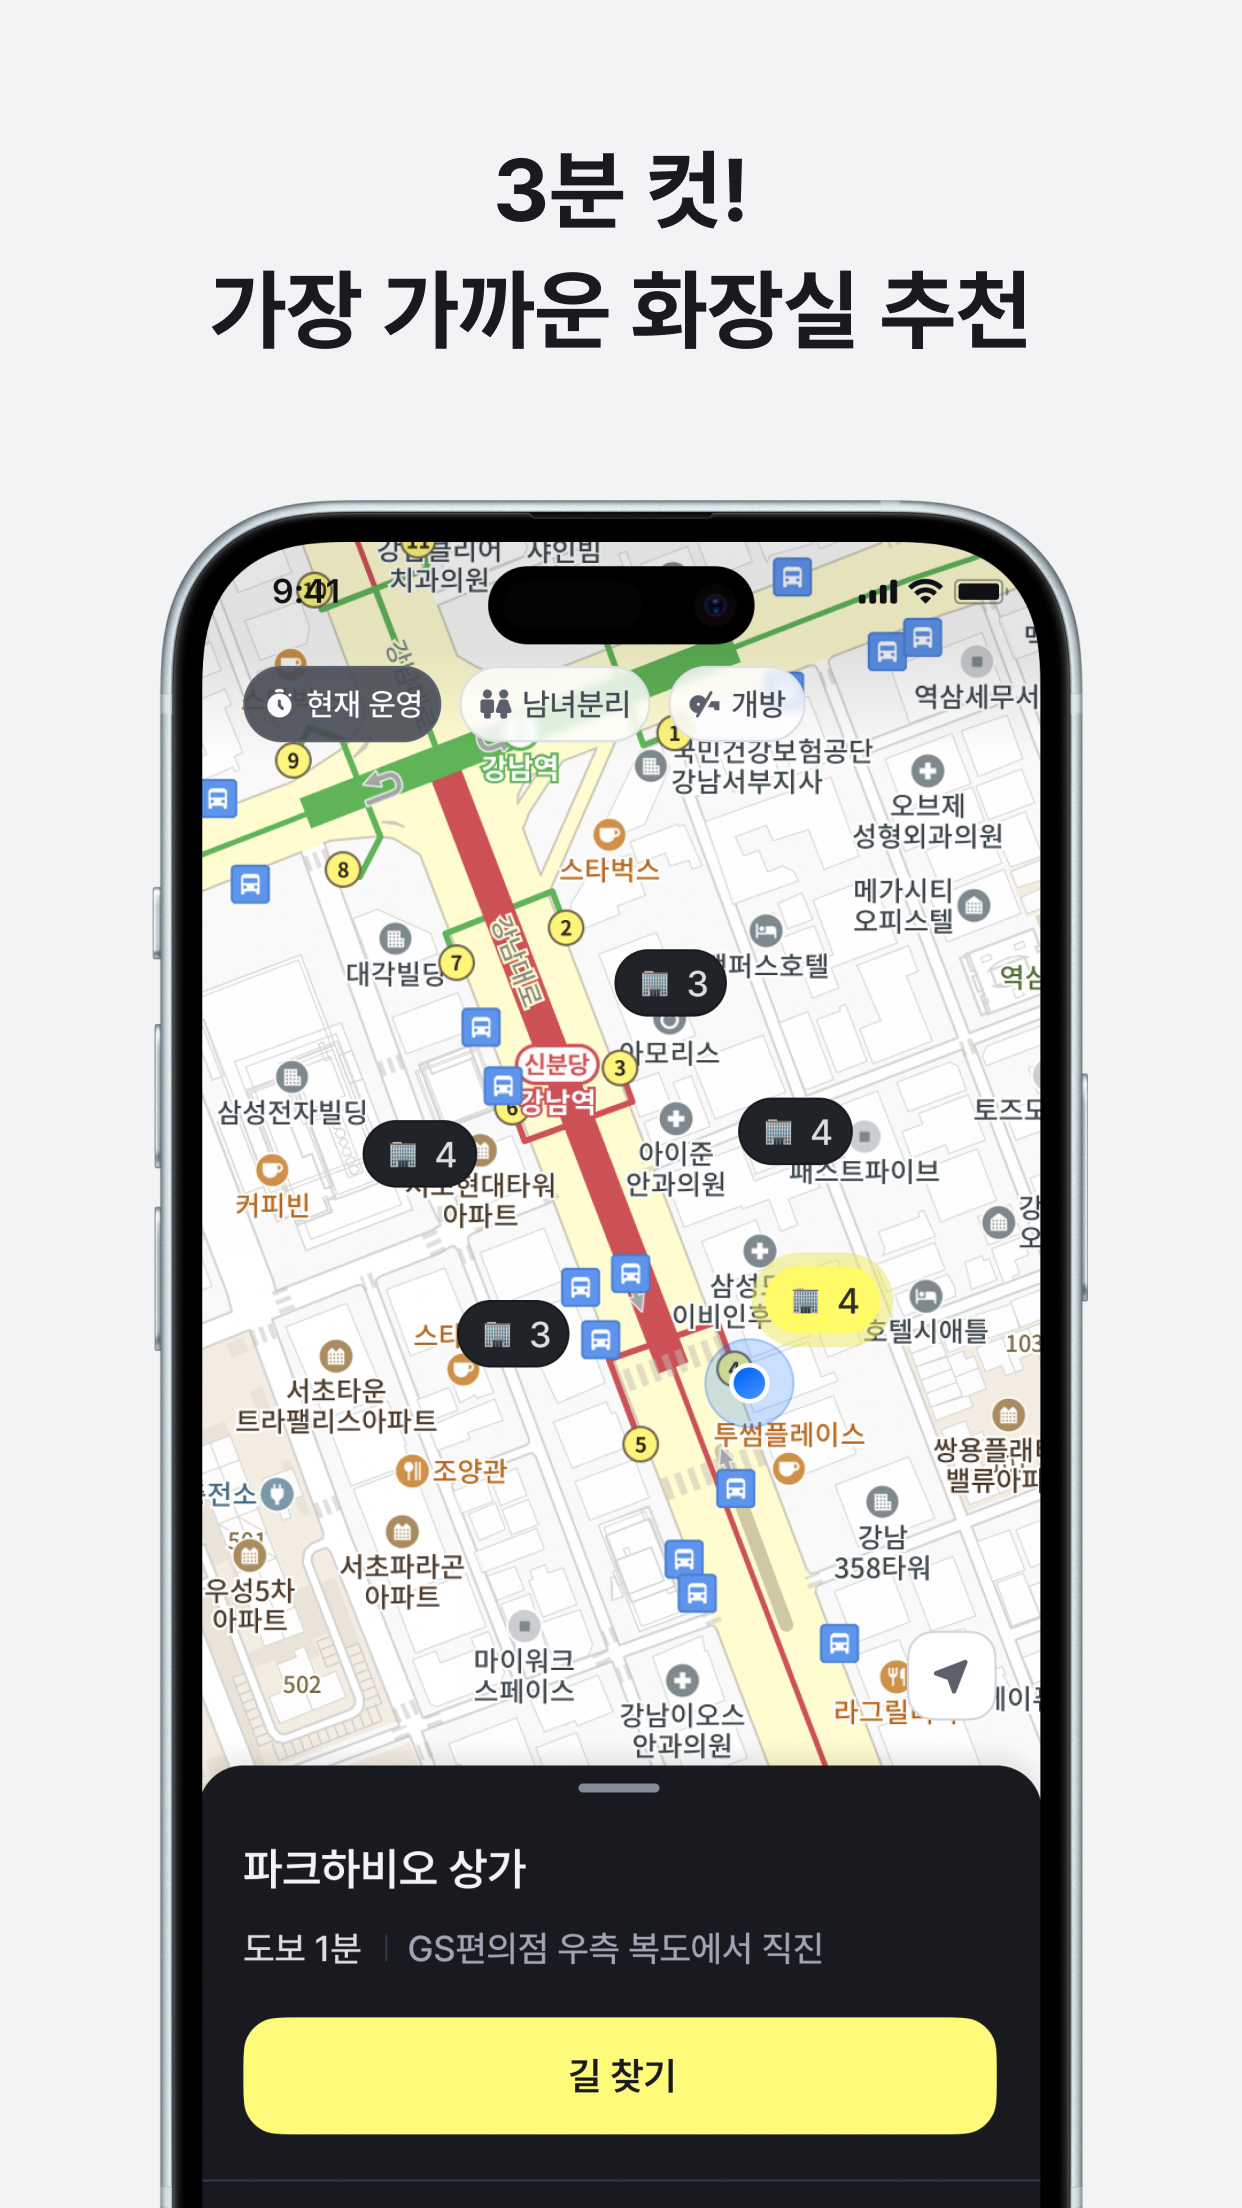 3분 컷!
가장 가까운 화장실 추천
11
치과의원
샤인빔
9:41
10
현재 운영
남녀분리
개방
역삼세무서
9
강남역
1
국민건강보험공단
강남서부지사
오브제
성형외과의원
8
스타벅스
메가시티
오피스텔
2
7
대각빌딩
강남대로
3
캠퍼스호텔
역삼
아모리스
신분당
강남역
3
6
삼성전자빌딩
4
4
토즈모
아이준
안과의원
패스트파이브
커피빈
서초현대타워
아파트
강
오
삼성
이비인후
4
호텔시애틀
103
3
스타
4
서초타운
트라팰리스아파트
5
투썸플레이스
쌍용플래티
밸류아파
조양관
전소
501
강남
358타워
우성5차
아파트
서초파라곤
아파트
502
마이워크
스페이스
강남이오스
안과의원
라그릴리아
파크하비오 상가
도보 1분
GS편의점 우측 복도에서 직진
길 찾기